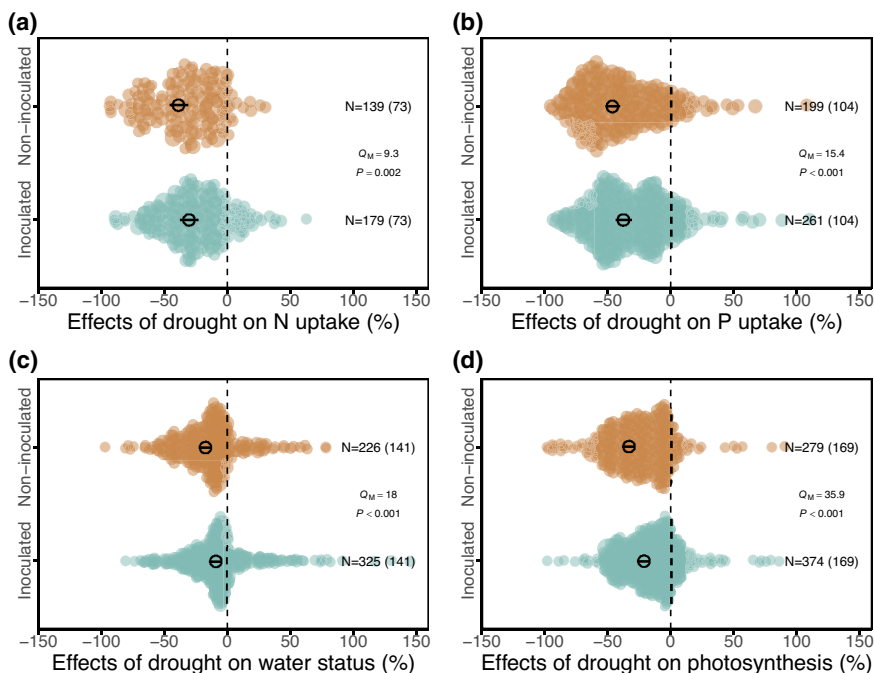 (a)
Non−inoculated
Inoculated
N=139 (73)
QM = 9.3
P = 0.002
N=179 (73)
−150 −100 −50 0 50 100 150
Effects of drought on N uptake (%)
(b)
Non−inoculated
Inoculated
N=199 (104)
QM = 15.4
P < 0.001
N=261 (104)
−150 −100 −50 0 50 100 150
Effects of drought on P uptake (%)
(c)
Non−inoculated
Inoculated
N=226 (141)
QM = 18
P < 0.001
N=325 (141)
−150 −100 −50 0 50 100 150
Effects of drought on water status (%)
(d)
Non−inoculated
Inoculated
N=279 (169)
QM = 35.9
P < 0.001
N=374 (169)
−150 −100 −50 0 50 100 150
Effects of drought on photosynthesis (%)